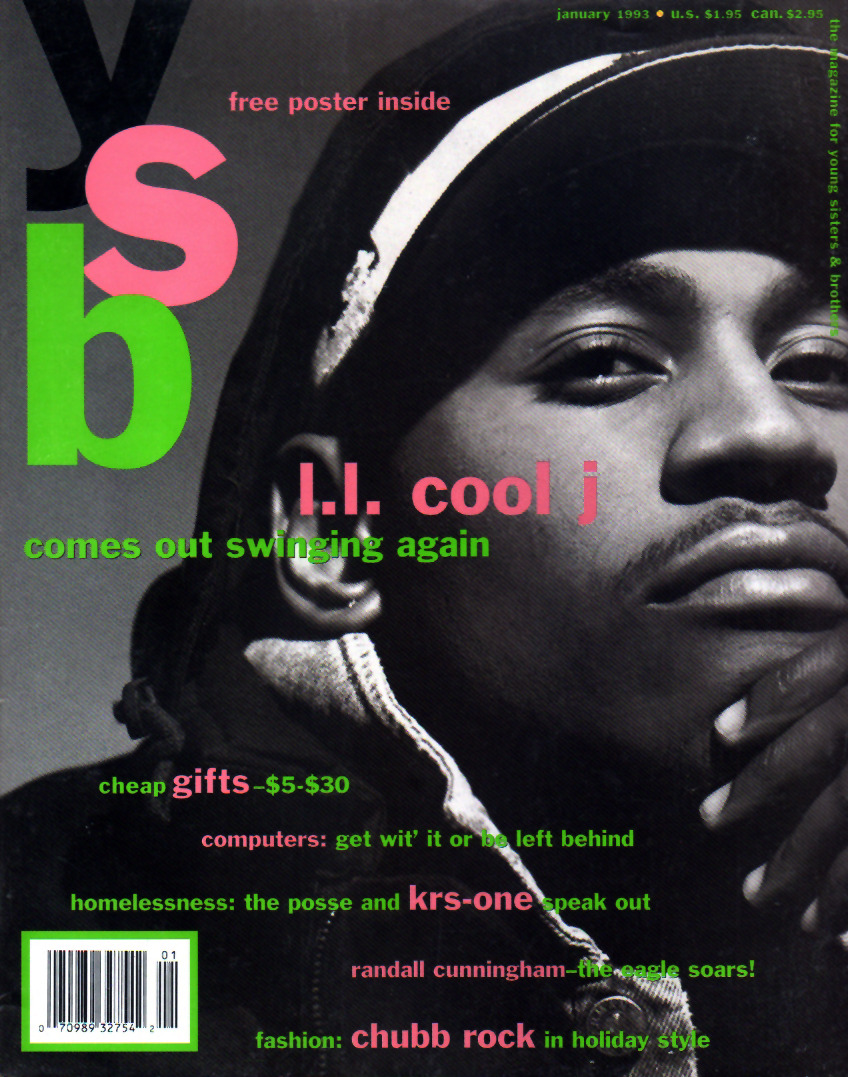 january 1993 • u.s. $1.95 can. $2.95
the magazine for young sisters & brothers
ysb
free poster inside
l.l. cool j
comes out swinging again
cheap gifts–$5-$30
computers: get wit' it or be left behind
homelessness: the posse and krs-one speak out
randall cunningham–the eagle soars!
fashion: chubb rock in holiday style
01
0 70989 32754 2